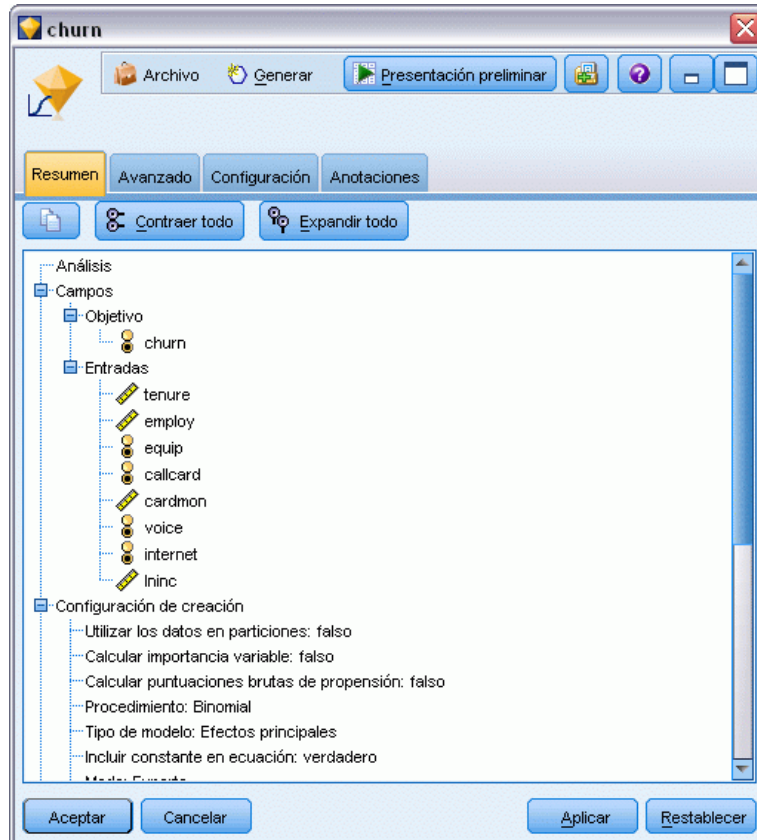 churn
Archivo Generar Presentación preliminar
Resumen Avanzado Configuración Anotaciones
Contraer todo Expandir todo
Análisis
Campos
Objetivo
churn
Entradas
tenure
employ
equip
callcard
cardmon
voice
internet
lninc
Configuración de creación
Utilizar los datos en particiones: falso
Calcular importancia variable: falso
Calcular puntuaciones brutas de propensión: falso
Procedimiento: Binomial
Tipo de modelo: Efectos principales
Incluir constante en ecuación: verdadero
Modo: Experto
Aceptar Cancelar Aplicar Restablecer